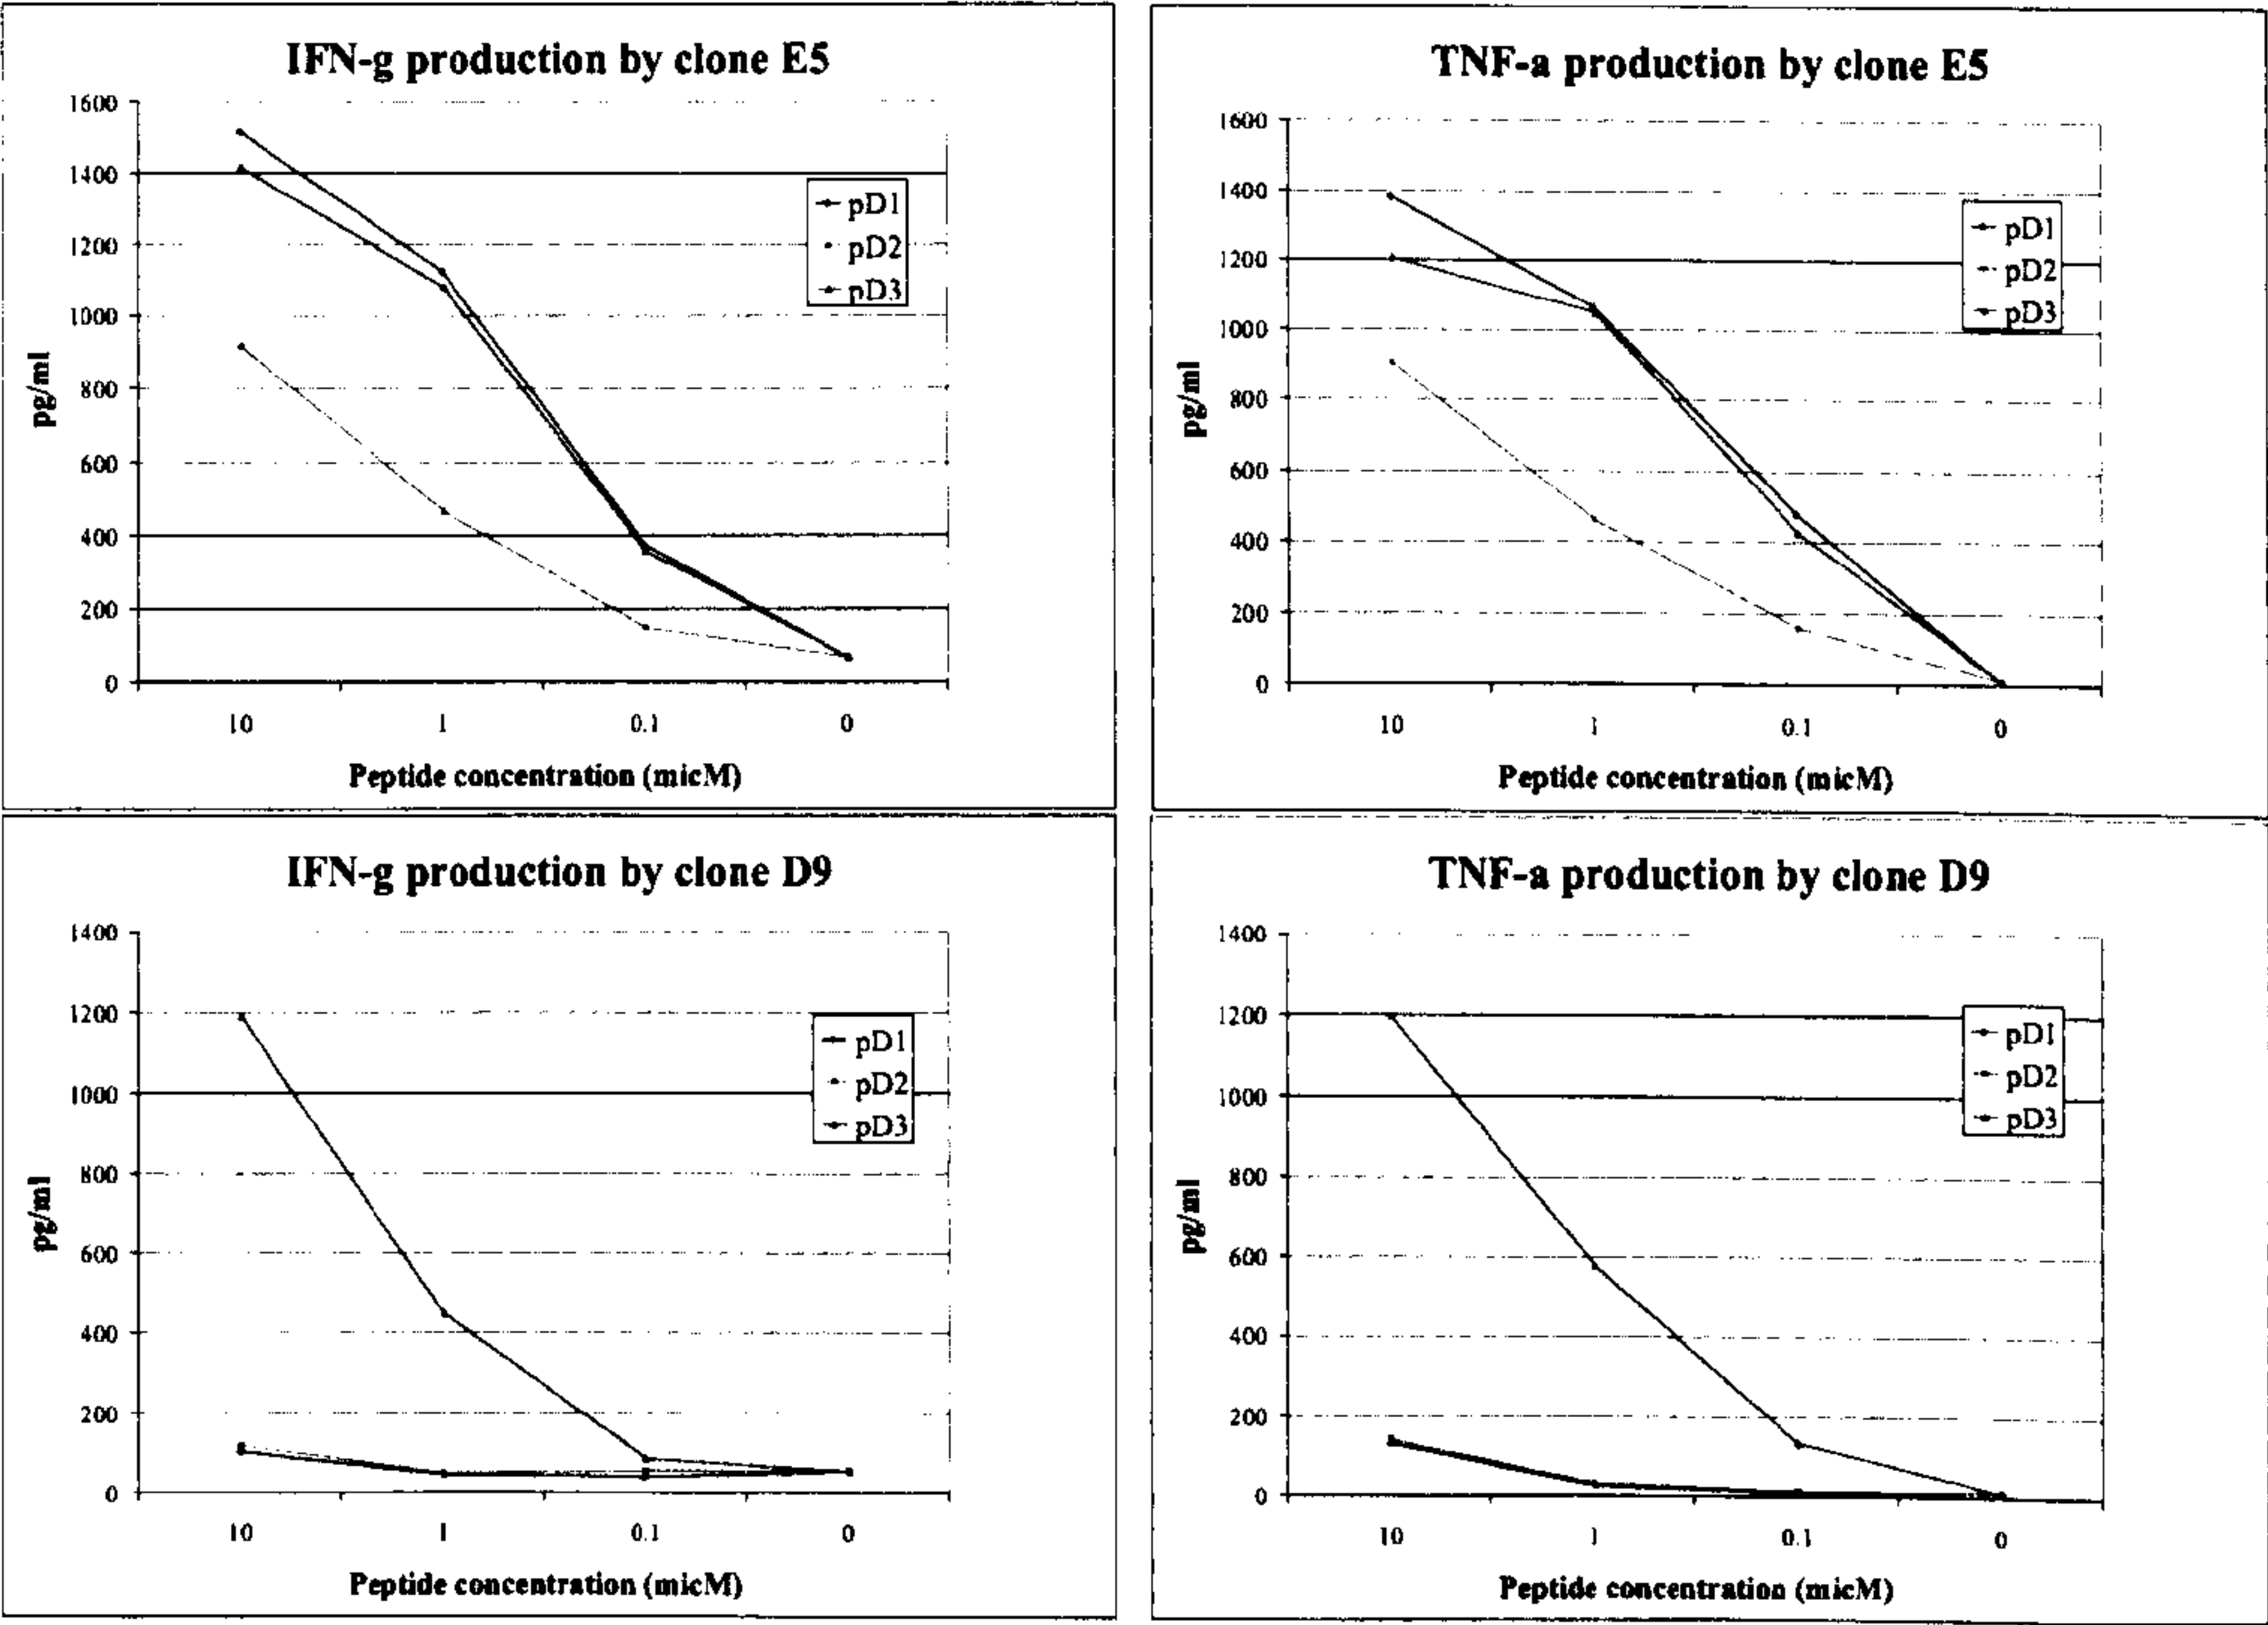 IFN-g production by clone E5
1600
1400
1200
1000
800
600
400
200
0
pg/ml
pD1
pD2
pD3
10 1 0.1 0
Peptide concentration (micM)
TNF-a production by clone E5
1600
1400
1200
1000
800
600
400
200
0
pg/ml
pD1
pD2
pD3
10 1 0.1 0
Peptide concentration (micM)
IFN-g production by clone D9
1400
1200
1000
800
600
400
200
0
pg/ml
pD1
pD2
pD3
10 1 0.1 0
Peptide concentration (micM)
TNF-a production by clone D9
1400
1200
1000
800
600
400
200
0
pg/ml
pD1
pD2
pD3
10 1 0.1 0
Peptide concentration (micM)